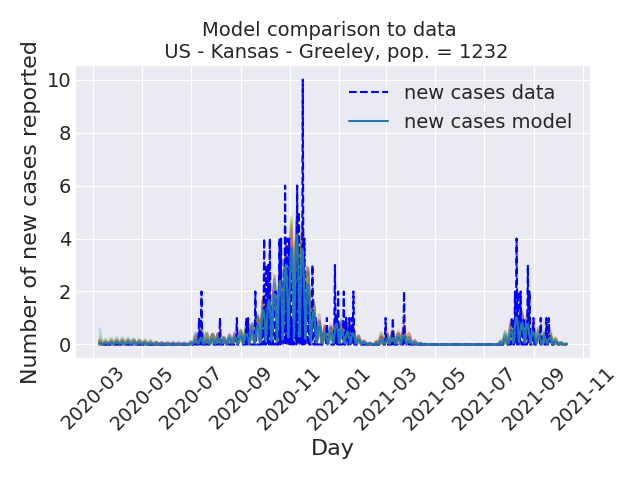 Model comparison to data
US - Kansas - Greeley, pop. = 1232
new cases data
new cases model
Number of new cases reported
10
8
6
4
2
0
2020-03
2020-05
2020-07
2020-09
2020-11
2021-01
2021-03
2021-05
2021-07
2021-09
2021-11
Day